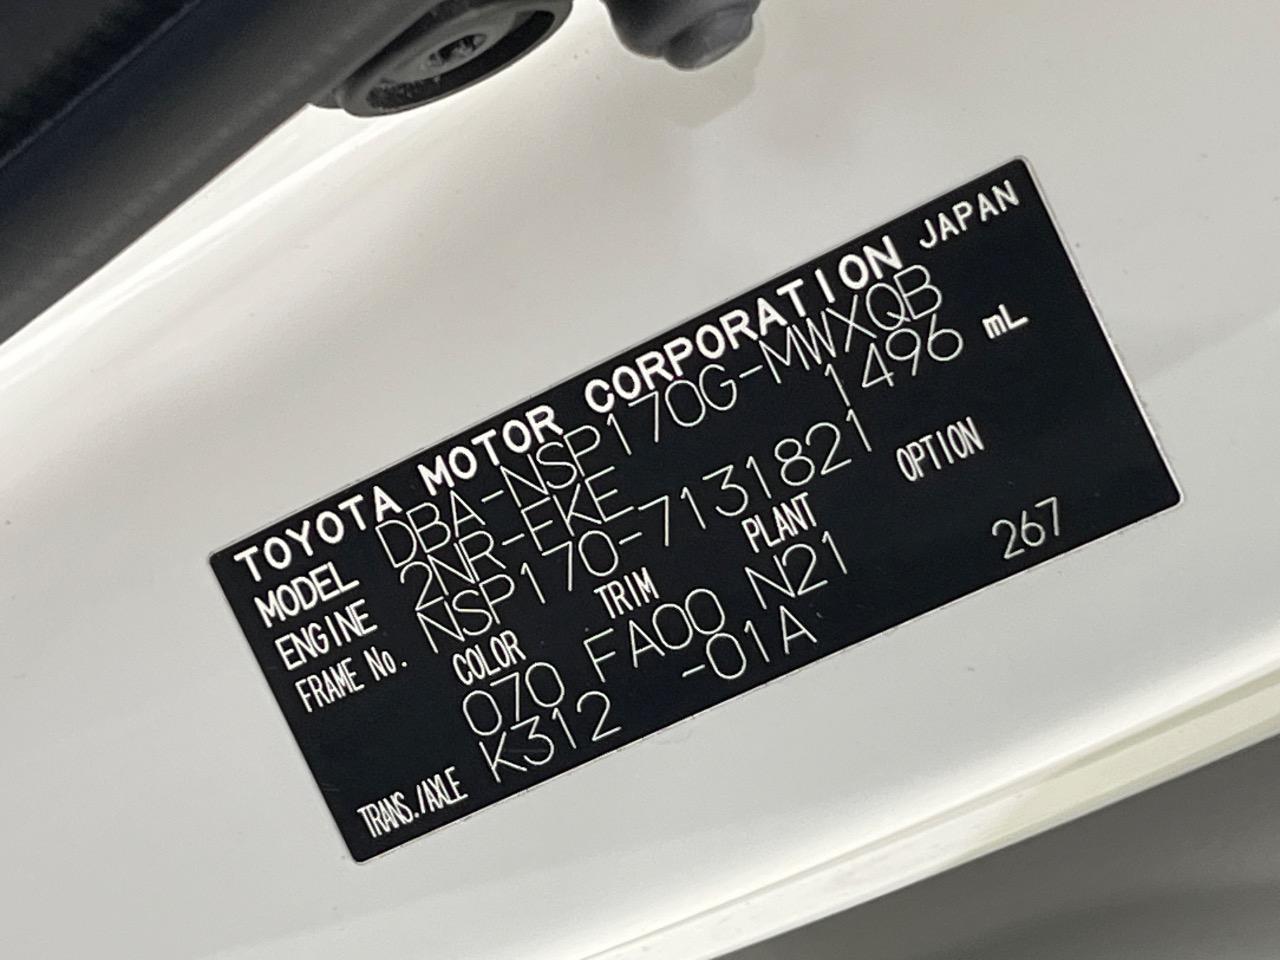 TOYOTA MOTOR CORPORATION JAPAN
MODEL DBA-NSP170G-MWXQB
ENGINE 2NR-FKE 1496 mL
FRAME No. NSP170-7131821
COLOR TRIM PLANT OPTION
070 FA00 N21 267
TRANS./AXLE K312 -01A